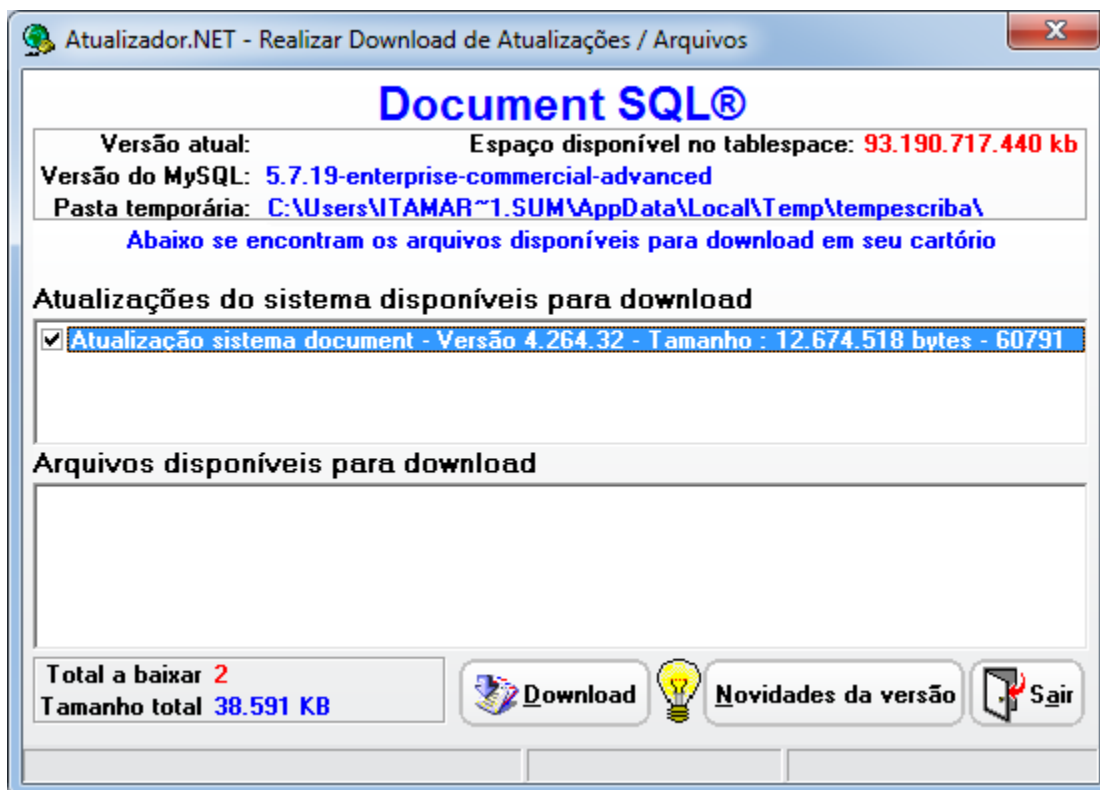 Atualizador.NET - Realizar Download de Atualizações / Arquivos
Document SQL®
Versão atual: Espaço disponível no tablespace: 93.190.717.440 kb
Versão do MySQL: 5.7.19-enterprise-commercial-advanced
Pasta temporária: C:\Users\ITAMAR~1.SUM\AppData\Local\Temp\tempescriba\
Abaixo se encontram os arquivos disponíveis para download em seu cartório
Atualizações do sistema disponíveis para download
Atualização sistema document - Versão 4.264.32 - Tamanho : 12.674.518 bytes - 60791
Arquivos disponíveis para download
Total a baixar 2
Tamanho total 38.591 KB
Download
Novidades da versão
Sair